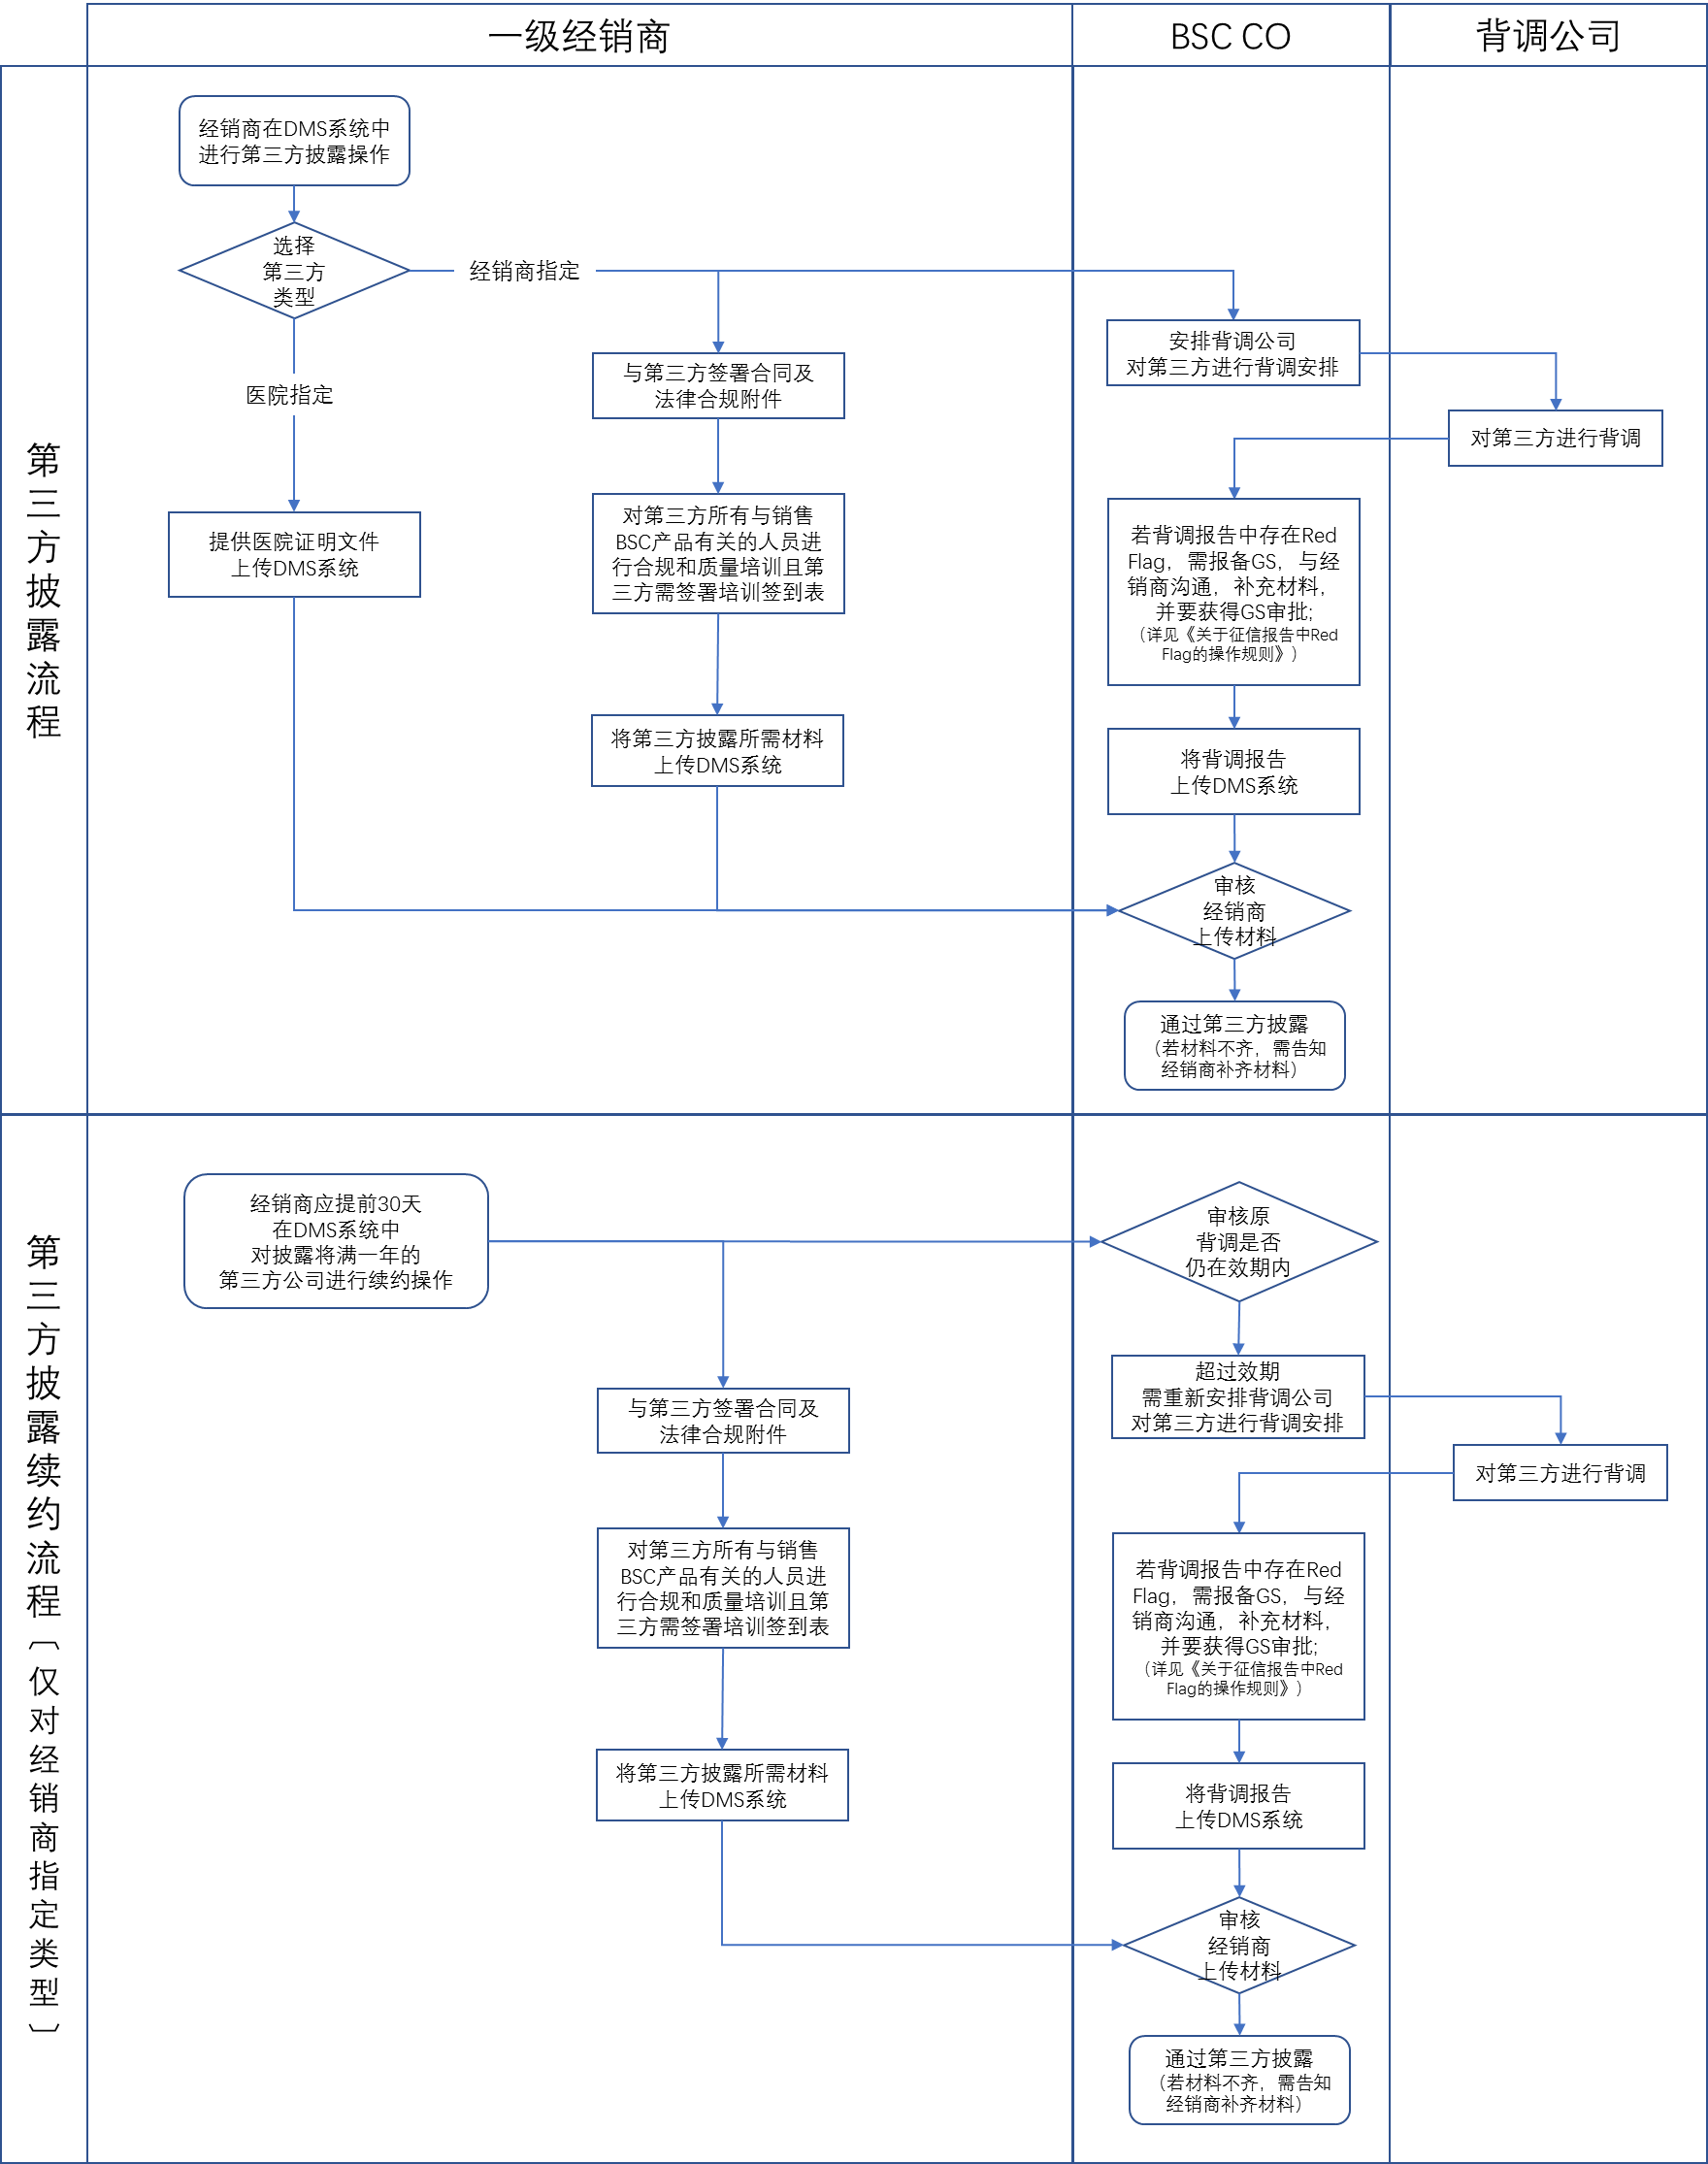 一级经销商
BSC CO
背调公司
第三方披露流程
经销商在DMS系统中
进行第三方披露操作
选择
第三方
类型
经销商指定
医院指定
提供医院证明文件
上传DMS系统
与第三方签署合同及
法律合规附件
对第三方所有与销售
BSC产品有关的人员进
行合规和质量培训且第
三方需签署培训签到表
将第三方披露所需材料
上传DMS系统
安排背调公司
对第三方进行背调安排
对第三方进行背调
若背调报告中存在Red
Flag，需报备GS，与经
销商沟通，补充材料，
并要获得GS审批;
（详见《关于征信报告中Red
Flag的操作规则》）
将背调报告
上传DMS系统
审核
经销商
上传材料
通过第三方披露
（若材料不齐，需告知
经销商补齐材料）
第三方披露续约流程（仅对经销商指定类型）
经销商应提前30天
在DMS系统中
对披露将满一年的
第三方公司进行续约操作
与第三方签署合同及
法律合规附件
对第三方所有与销售
BSC产品有关的人员进
行合规和质量培训且第
三方需签署培训签到表
将第三方披露所需材料
上传DMS系统
审核原
背调是否
仍在效期内
超过效期
需重新安排背调公司
对第三方进行背调安排
对第三方进行背调
若背调报告中存在Red
Flag，需报备GS，与经
销商沟通，补充材料，
并要获得GS审批;
（详见《关于征信报告中Red
Flag的操作规则》）
将背调报告
上传DMS系统
审核
经销商
上传材料
通过第三方披露
（若材料不齐，需告知
经销商补齐材料）